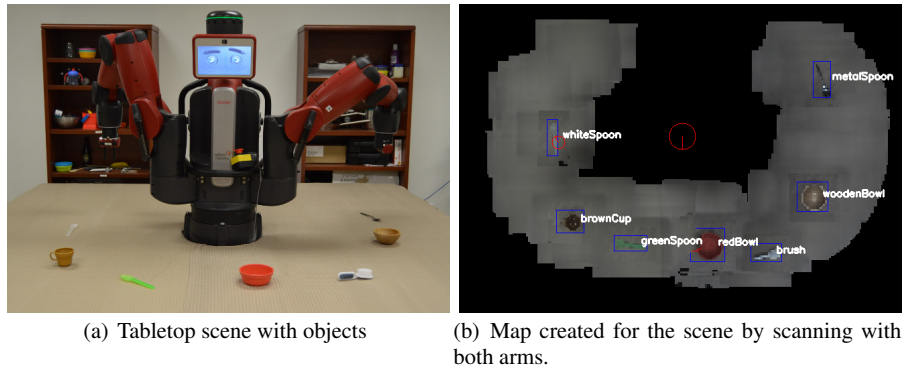 metalSpoon
whiteSpoon
woodenBowl
brownCup
greenSpoon
redBowl
brush
(a) Tabletop scene with objects
(b) Map created for the scene by scanning with
both arms.